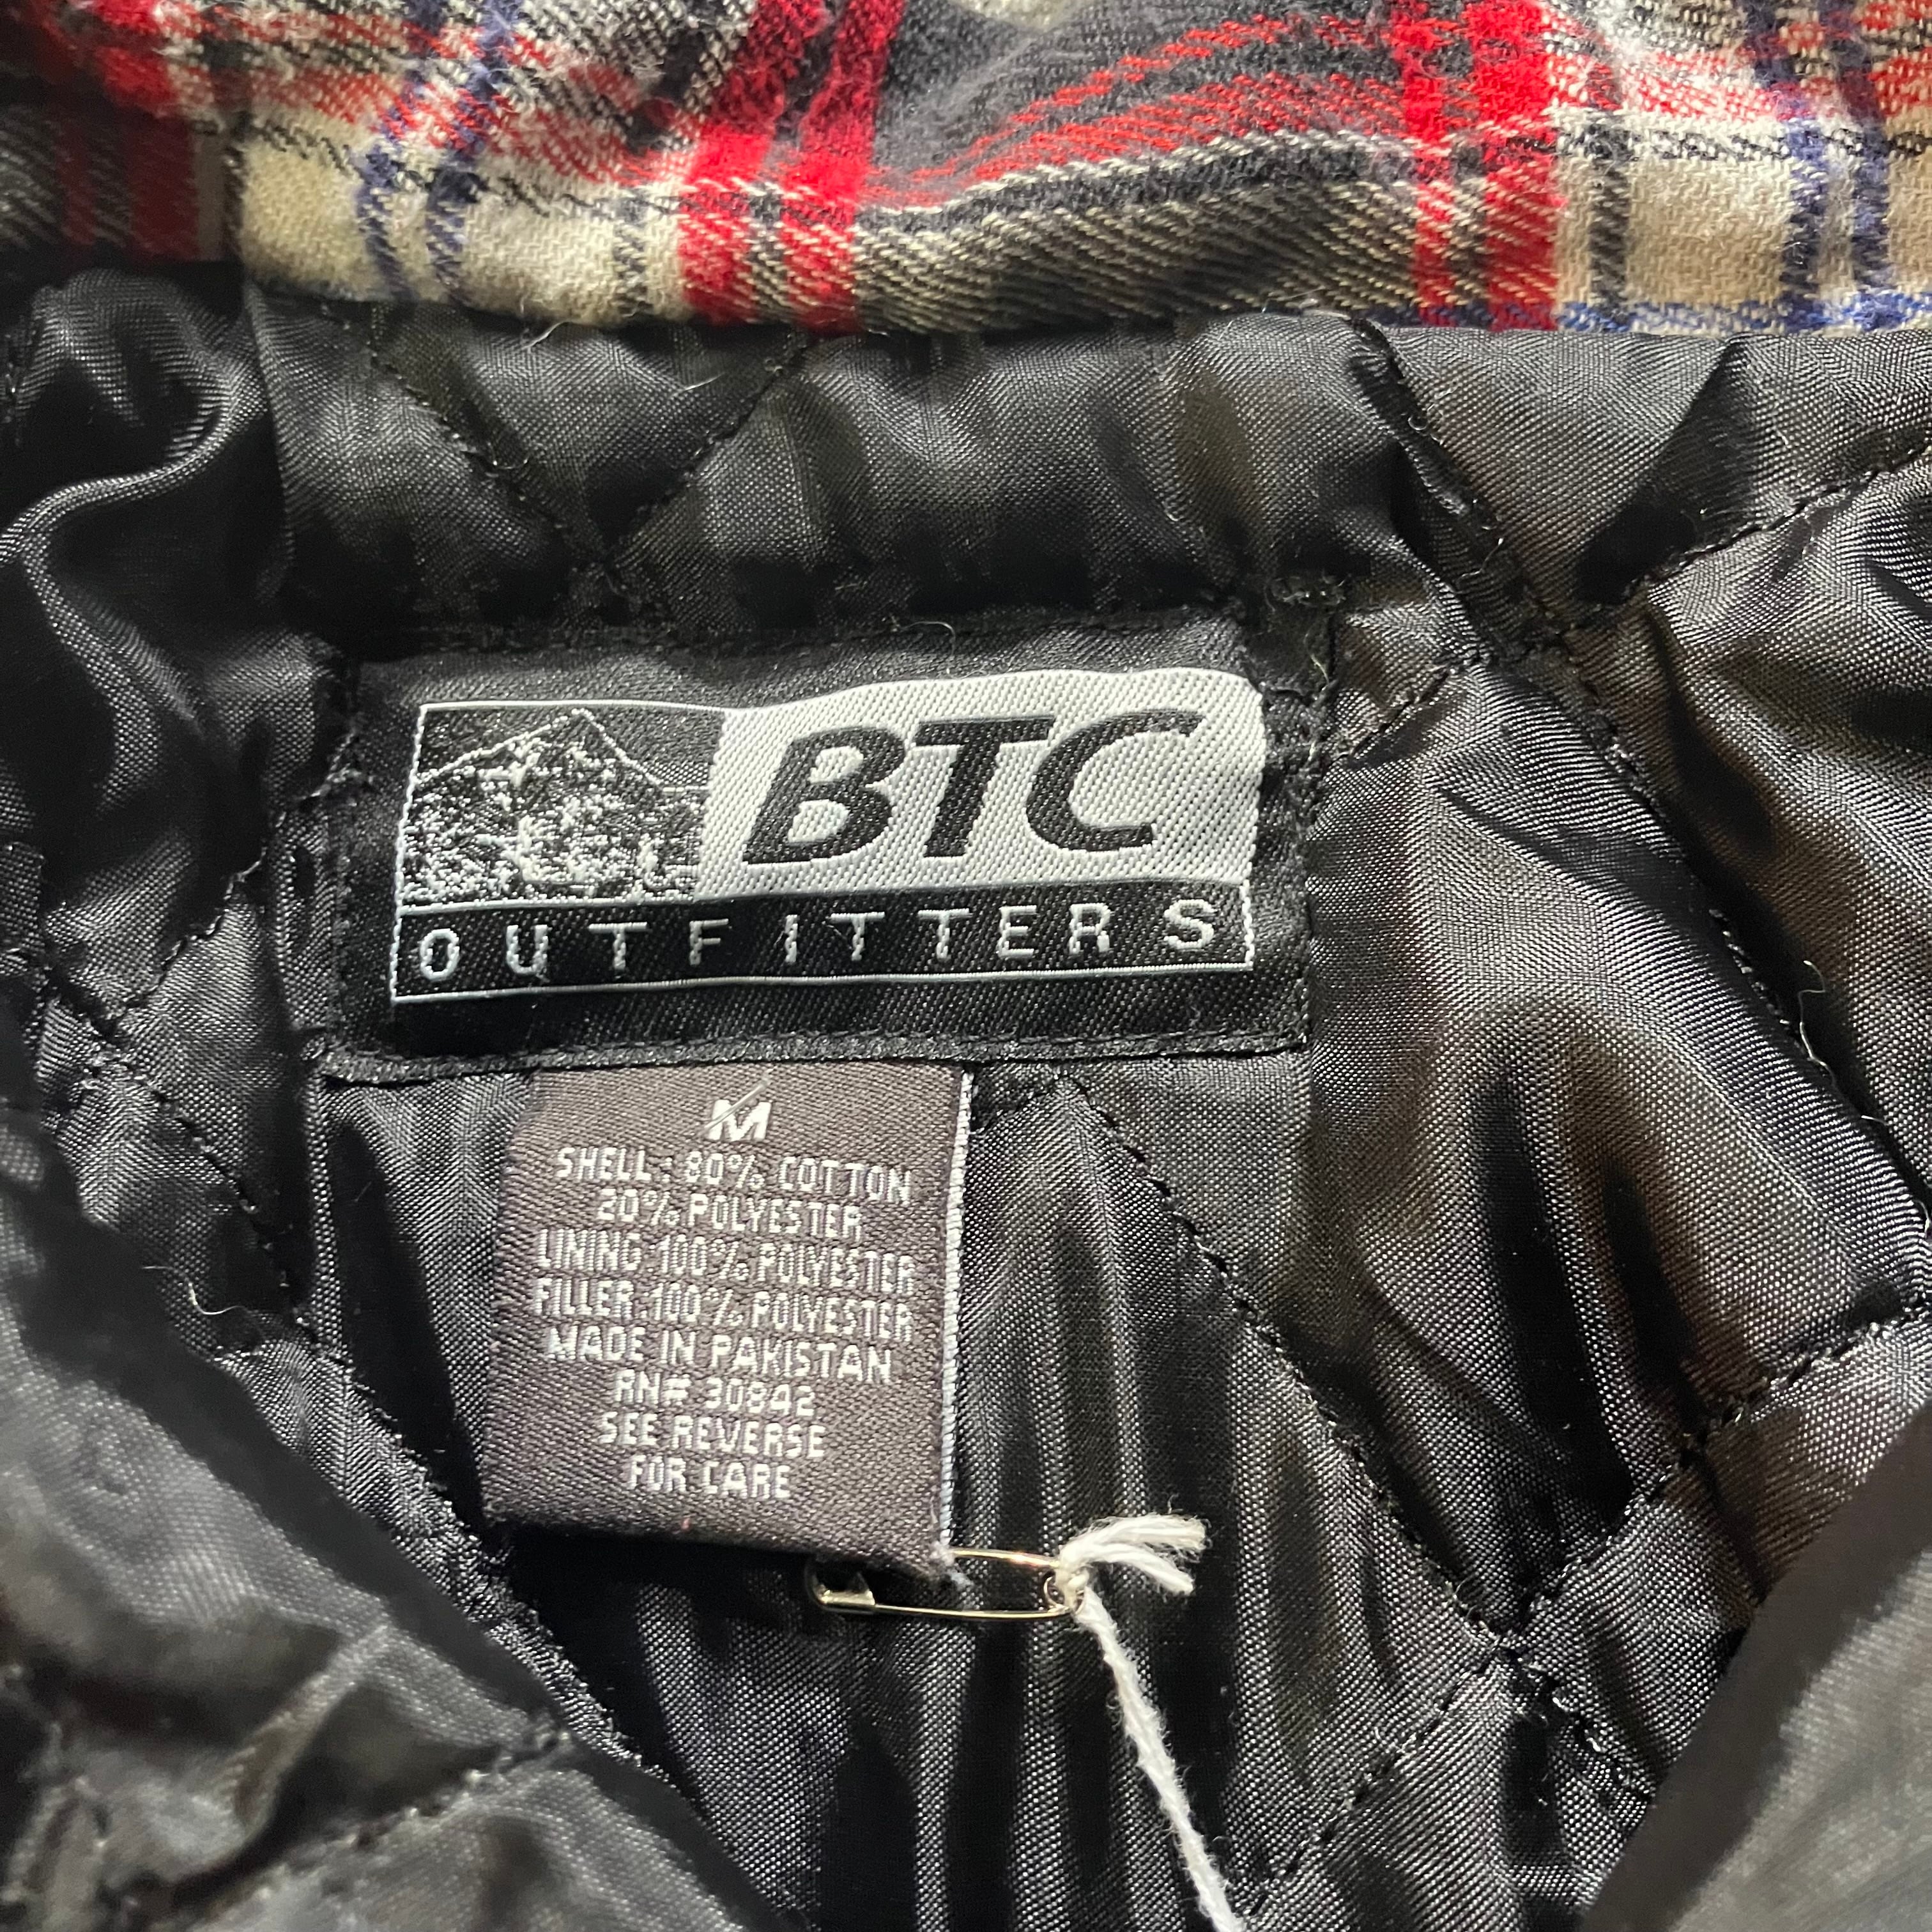 BTC
OUTFITTERS
M
SHELL: 80% COTTON
20% POLYESTER
LINING 100% POLYESTER
FILLER 100% POLYESTER
MADE IN PAKISTAN
RN# 30842
SEE REVERSE
FOR CARE